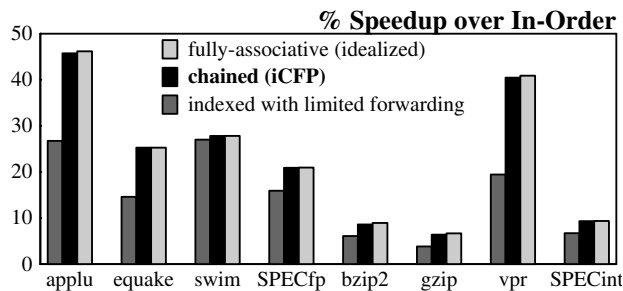 % Speedup over In-Order
50
40
30
20
10
0
fully-associative (idealized)
chained (iCFP)
indexed with limited forwarding
applu equake swim SPECfp bzip2 gzip vpr SPECint